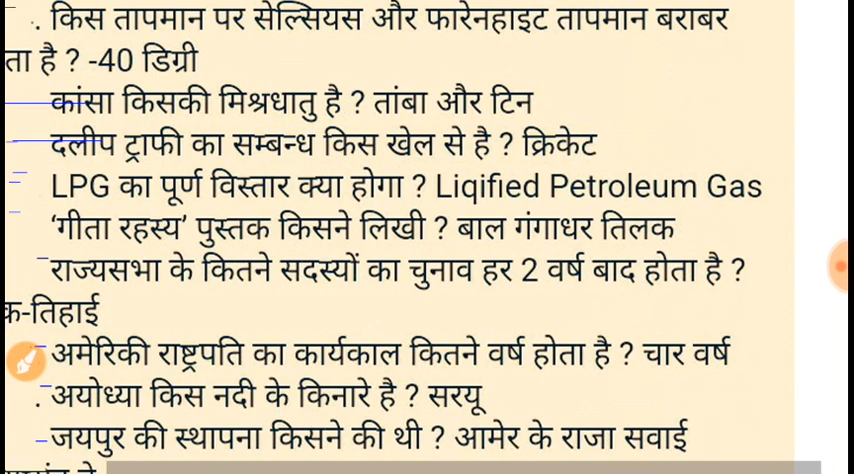 . किस तापमान पर सेल्सियस और फारेनहाइट तापमान बराबर
ता है ? -40 डिग्री
कांसा किसकी मिश्रधातु है ? तांबा और टिन
दलीप ट्राफी का सम्बन्ध किस खेल से है ? क्रिकेट
LPG का पूर्ण विस्तार क्या होगा ? Liqified Petroleum Gas
‘गीता रहस्य’ पुस्तक किसने लिखी ? बाल गंगाधर तिलक
राज्यसभा के कितने सदस्यों का चुनाव हर 2 वर्ष बाद होता है ?
क-तिहाई
अमेरिकी राष्ट्रपति का कार्यकाल कितने वर्ष होता है ? चार वर्ष
. अयोध्या किस नदी के किनारे है ? सरयू
जयपुर की स्थापना किसने की थी ? आमेर के राजा सवाई